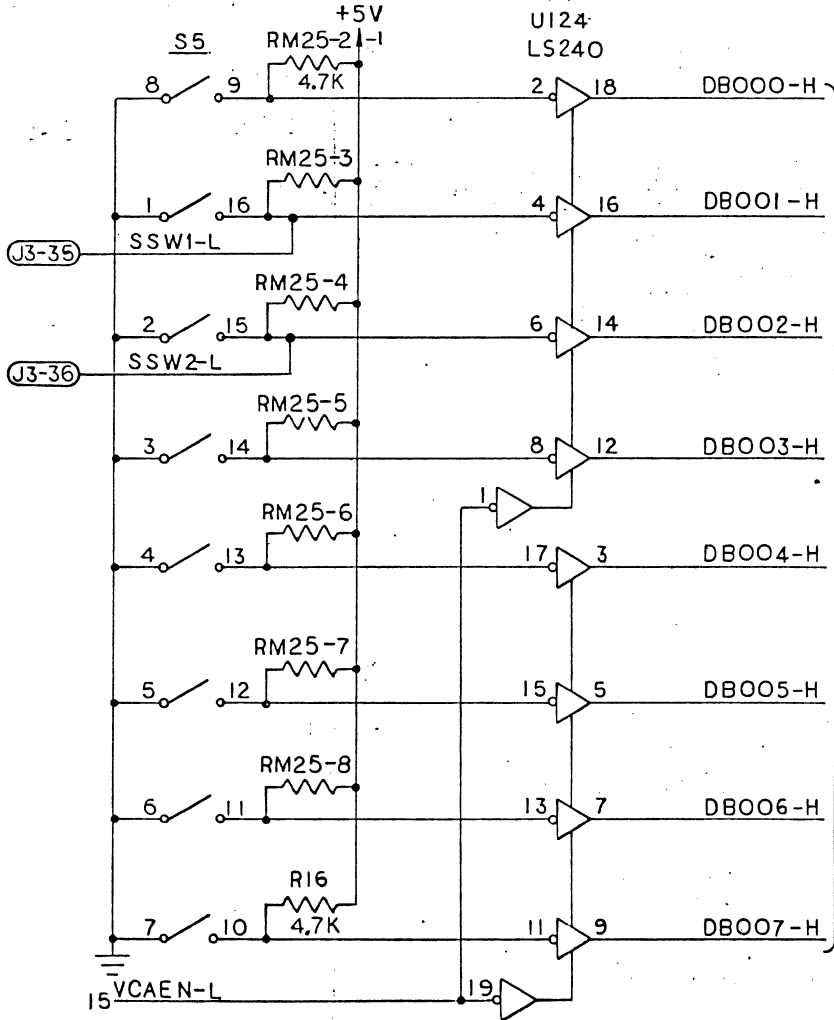 +5V
U124
LS240
S5
RM25-2 -1
4.7K
8 9 2 18 DB000-H
RM25-3
1 16 4 16 DB001-H
J3-35 SSW1-L
RM25-4
2 15 6 14 DB002-H
J3-36 SSW2-L
RM25-5
3 14 8 12 DB003-H
1
RM25-6
4 13 17 3 DB004-H
RM25-7
5 12 15 5 DB005-H
RM25-8
6 11 13 7 DB006-H
R16
4.7K
7 10 11 9 DB007-H
15 VCAEN-L 19